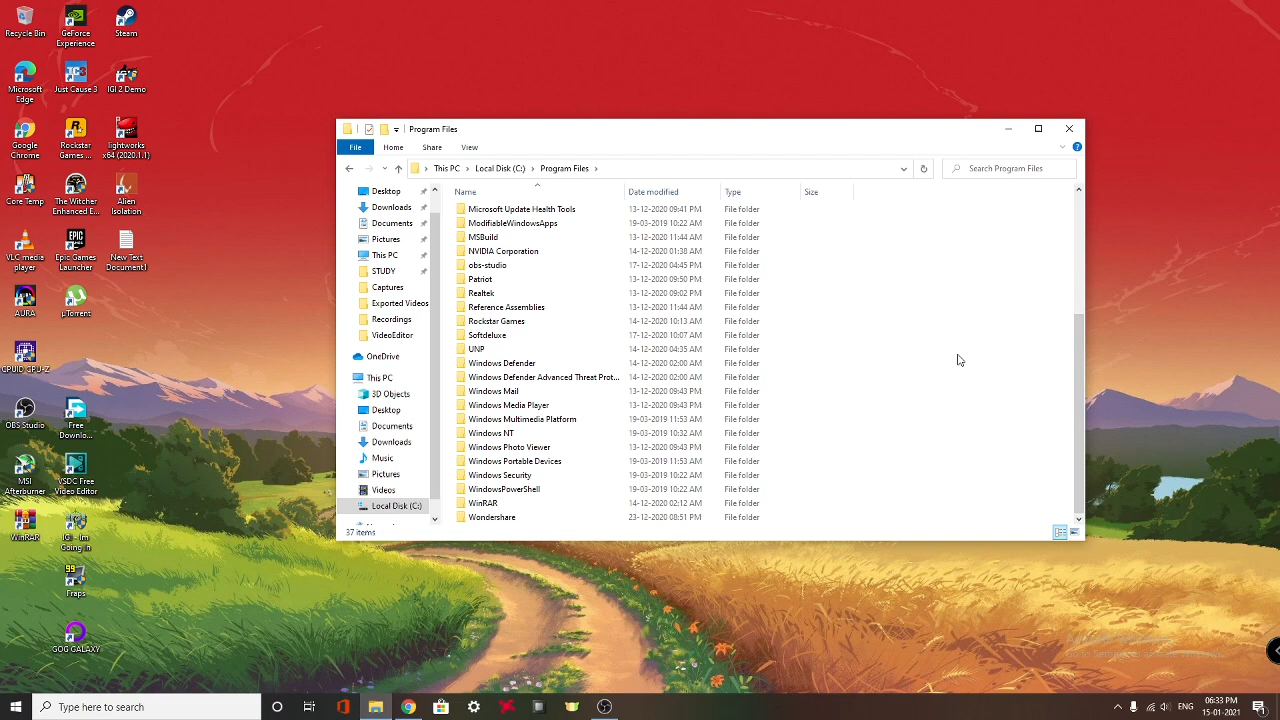 Recycle Bin
GeForce
Experience
Steam
Microsoft
Edge
Just Cause 3
IGI 2 Demo
Google
Chrome
Rockstar
Games ...
lightworks
x64 (2020.1.1)
Core Temp
The Witcher
Enhanced E...
Alien
Isolation
VLC media
player
Epic Games
Launcher
New Text
Document1
AURA
µTorrent
CPUID CPU-Z
OBS Studio
Free
Downlo...
MSI
Afterburner
VSDC Free
Video Editor
WinRAR
IGI - Im
Going In
99
Fraps
GOG GALAXY
Program Files
File Home Share View
This PC Local Disk (C:) Program Files
Search Program Files
Name Date modified Type Size
Desktop
Downloads
Documents
Pictures
This PC
STUDY
Captures
Exported Videos
Recordings
VideoEditor
OneDrive
This PC
3D Objects
Desktop
Documents
Downloads
Music
Pictures
Videos
Local Disk (C:)
Microsoft Update Health Tools 13-12-2020 09:41 PM File folder
ModifiableWindowsApps 19-03-2019 10:22 AM File folder
MSBuild 13-12-2020 11:44 AM File folder
NVIDIA Corporation 14-12-2020 01:38 AM File folder
obs-studio 17-12-2020 04:45 PM File folder
Patriot 13-12-2020 09:50 PM File folder
Realtek 13-12-2020 09:02 PM File folder
Reference Assemblies 13-12-2020 11:44 AM File folder
Rockstar Games 14-12-2020 10:13 AM File folder
Softdeluxe 17-12-2020 10:07 AM File folder
UNP 14-12-2020 04:35 AM File folder
Windows Defender 14-12-2020 02:00 AM File folder
Windows Defender Advanced Threat Prot... 14-12-2020 02:00 AM File folder
Windows Mail 13-12-2020 09:43 PM File folder
Windows Media Player 13-12-2020 09:43 PM File folder
Windows Multimedia Platform 19-03-2019 11:53 AM File folder
Windows NT 19-03-2019 10:32 AM File folder
Windows Photo Viewer 13-12-2020 09:43 PM File folder
Windows Portable Devices 19-03-2019 11:53 AM File folder
Windows Security 19-03-2019 10:22 AM File folder
WindowsPowerShell 19-03-2019 10:22 AM File folder
WinRAR 14-12-2020 02:12 AM File folder
Wondershare 23-12-2020 08:51 PM File folder
37 items
Type here to search
ENG
06:33 PM
15-01-2021